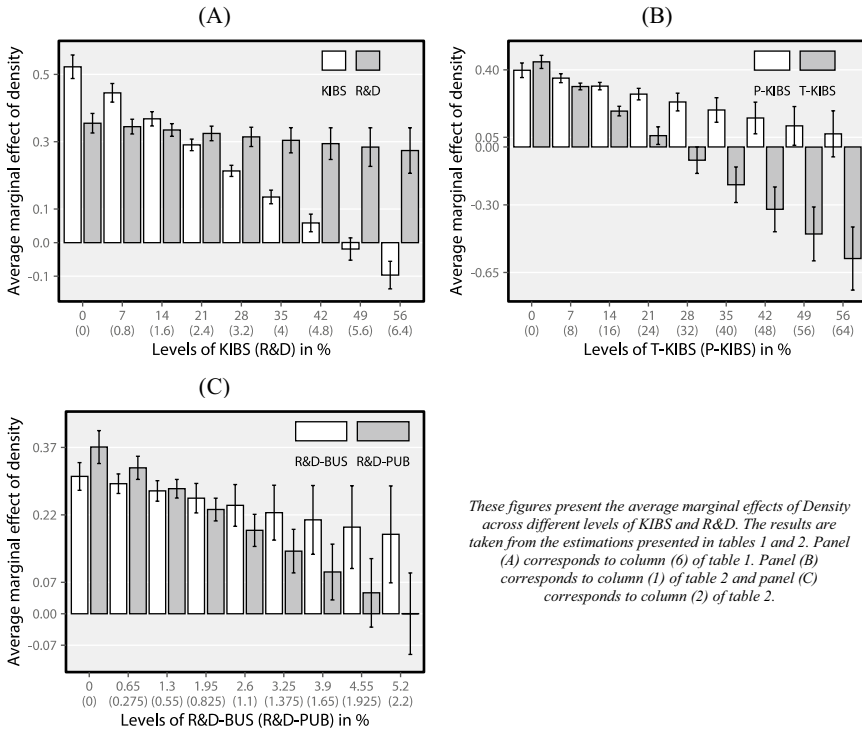 (A)
Average marginal effect of density
0.5
0.3
0.1
0.0
-0.1
KIBS R&D
0 7 14 21 28 35 42 49 56
(0) (0.8) (1.6) (2.4) (3.2) (4) (4.8) (5.6) (6.4)
Levels of KIBS (R&D) in %
(B)
Average marginal effect of density
0.40
0.05
0.00
-0.30
-0.65
P-KIBS T-KIBS
0 7 14 21 28 35 42 49 56
(0) (8) (16) (24) (32) (40) (48) (56) (64)
Levels of T-KIBS (P-KIBS) in %
(C)
Average marginal effect of density
0.37
0.22
0.07
0.00
-0.07
R&D-BUS R&D-PUB
0 0.65 1.3 1.95 2.6 3.25 3.9 4.55 5.2
(0) (0.275) (0.55) (0.825) (1.1) (1.375) (1.65) (1.925) (2.2)
Levels of R&D-BUS (R&D-PUB) in %
These figures present the average marginal effects of Density
across different levels of KIBS and R&D. The results are
taken from the estimations presented in tables 1 and 2. Panel
(A) corresponds to column (6) of table 1. Panel (B)
corresponds to column (1) of table 2 and panel (C)
corresponds to column (2) of table 2.